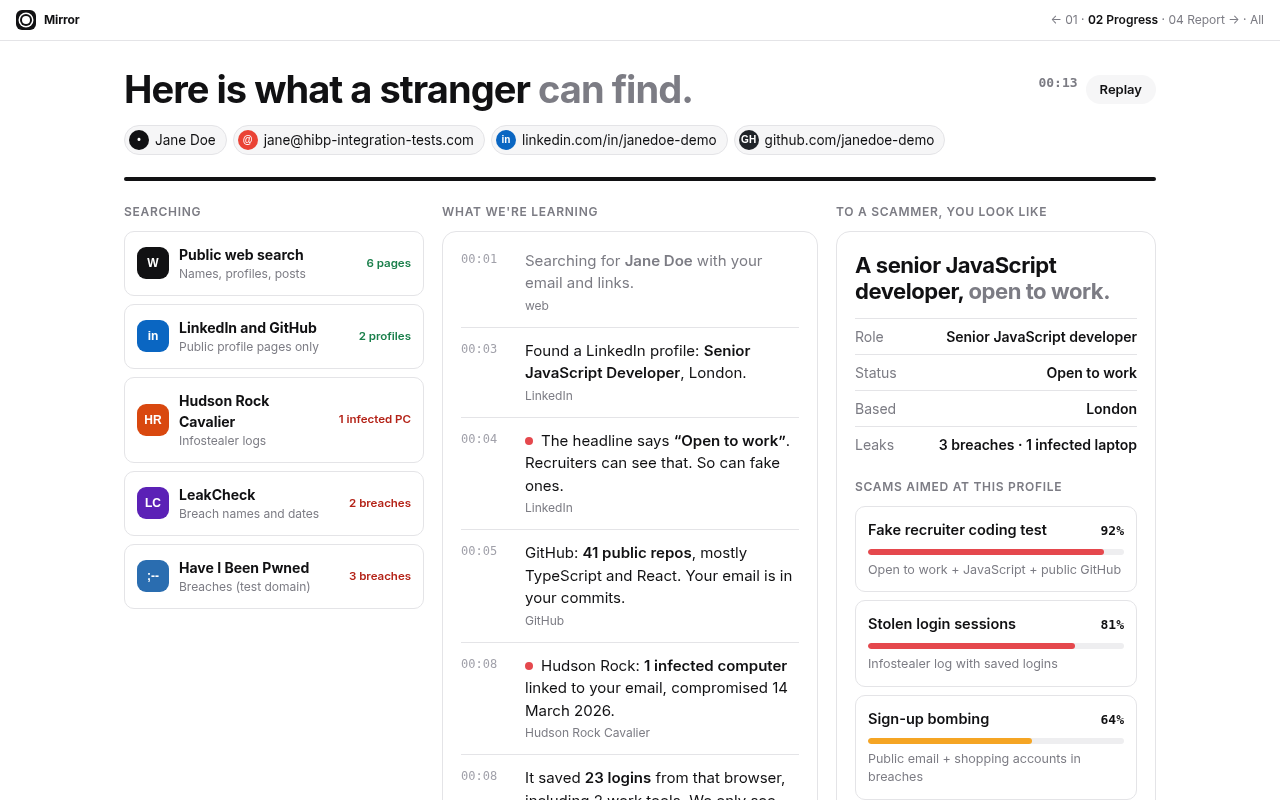 Mirror
← 01 · 02 Progress · 04 Report → · All
Here is what a stranger can find.
00:13
Replay
• Jane Doe
@ jane@hibp-integration-tests.com
in linkedin.com/in/janedoe-demo
GH github.com/janedoe-demo
SEARCHING
W
Public web search
Names, profiles, posts
6 pages
in
LinkedIn and GitHub
Public profile pages only
2 profiles
HR
Hudson Rock
Cavalier
Infostealer logs
1 infected PC
LC
LeakCheck
Breach names and dates
2 breaches
;--
Have I Been Pwned
Breaches (test domain)
3 breaches
WHAT WE'RE LEARNING
00:01
Searching for Jane Doe with your
email and links.
web
00:03
Found a LinkedIn profile: Senior
JavaScript Developer, London.
LinkedIn
00:04
The headline says “Open to work”.
Recruiters can see that. So can fake
ones.
LinkedIn
00:05
GitHub: 41 public repos, mostly
TypeScript and React. Your email is in
your commits.
GitHub
00:08
Hudson Rock: 1 infected computer
linked to your email, compromised 14
March 2026.
Hudson Rock Cavalier
00:08
It saved 23 logins from that browser,
including 2 work tools. We only see
TO A SCAMMER, YOU LOOK LIKE
A senior JavaScript
developer, open to work.
Role Senior JavaScript developer
Status Open to work
Based London
Leaks 3 breaches · 1 infected laptop
SCAMS AIMED AT THIS PROFILE
Fake recruiter coding test 92%
Open to work + JavaScript + public GitHub
Stolen login sessions 81%
Infostealer log with saved logins
Sign-up bombing 64%
Public email + shopping accounts in
breaches